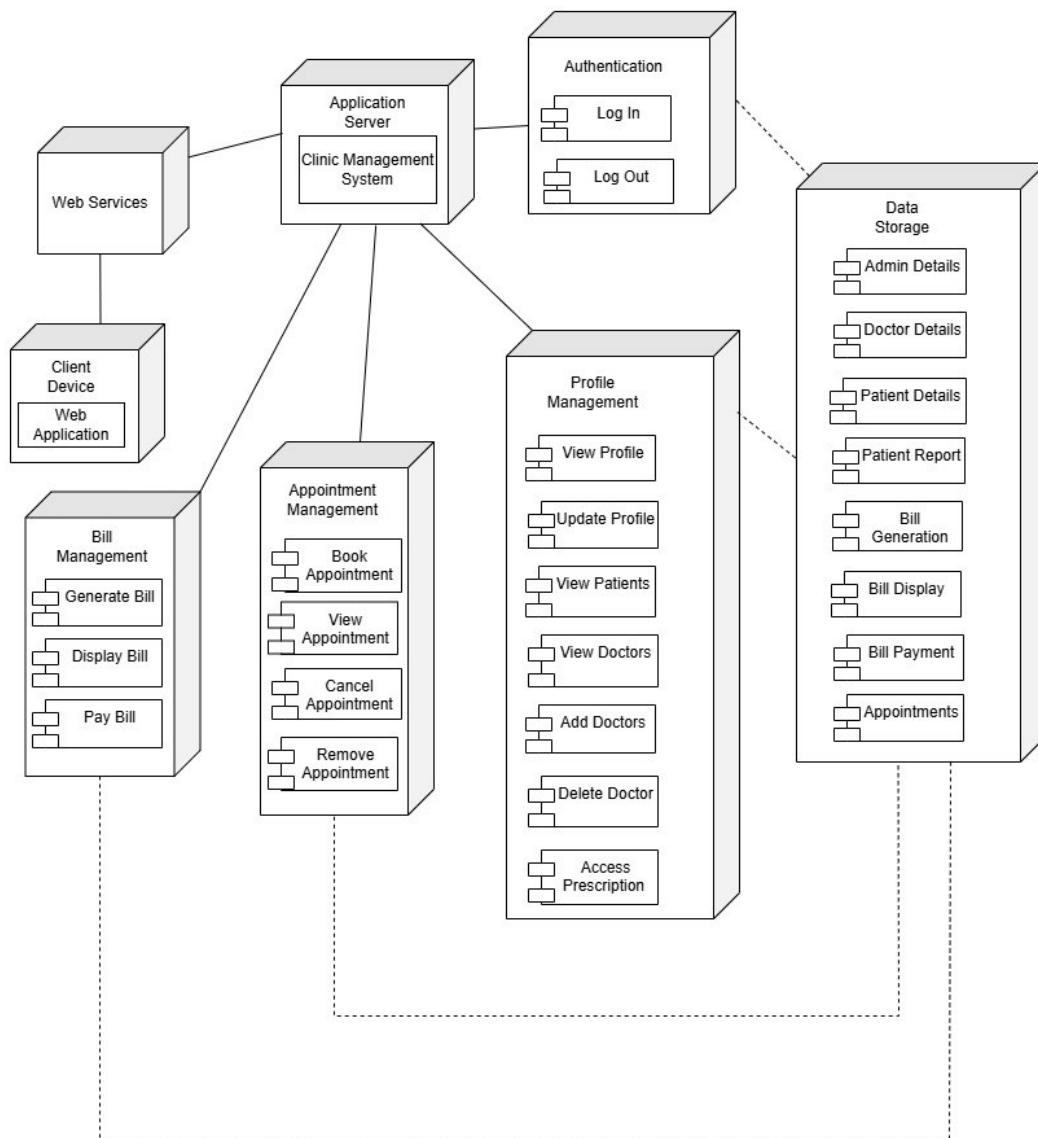 Authentication
Log In
Log Out
Application
Server
Clinic Management
System
Web Services
Client
Device
Web
Application
Data
Storage
Admin Details
Doctor Details
Patient Details
Patient Report
Bill
Generation
Bill Display
Bill Payment
Appointments
Profile
Management
View Profile
Update Profile
View Patients
View Doctors
Add Doctors
Delete Doctor
Access
Prescription
Appointment
Management
Book
Appointment
View
Appointment
Cancel
Appointment
Remove
Appointment
Bill
Management
Generate Bill
Display Bill
Pay Bill